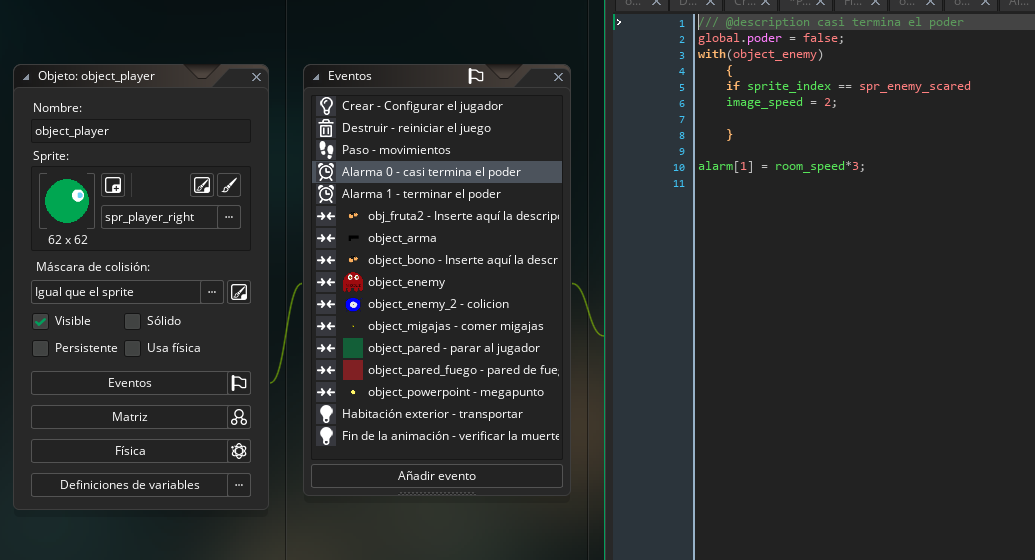 Objeto: object_player
Nombre:
object_player
Sprite:
spr_player_right
62 x 62
Máscara de colisión:
Igual que el sprite
Visible
Sólido
Persistente
Usa física
Eventos
Matriz
Física
Definiciones de variables
Eventos
Crear - Configurar el jugador
Destruir - reiniciar el juego
Paso - movimientos
Alarma 0 - casi termina el poder
Alarma 1 - terminar el poder
obj_fruta2 - Inserte aquí la descripc
object_arma
object_bono - Inserte aquí la descr
object_enemy
object_enemy_2 - colicion
object_migajas - comer migajas
object_pared - parar al jugador
object_pared_fuego - pared de fue
object_powerpoint - megapunto
Habitación exterior - transportar
Fin de la animación - verificar la muerte
Añadir evento
1 /// @description casi termina el poder
2 global.poder = false;
3 with(object_enemy)
4 {
5 if sprite_index == spr_enemy_scared
6 image_speed = 2;
7
8 }
9
10 alarm[1] = room_speed*3;
11